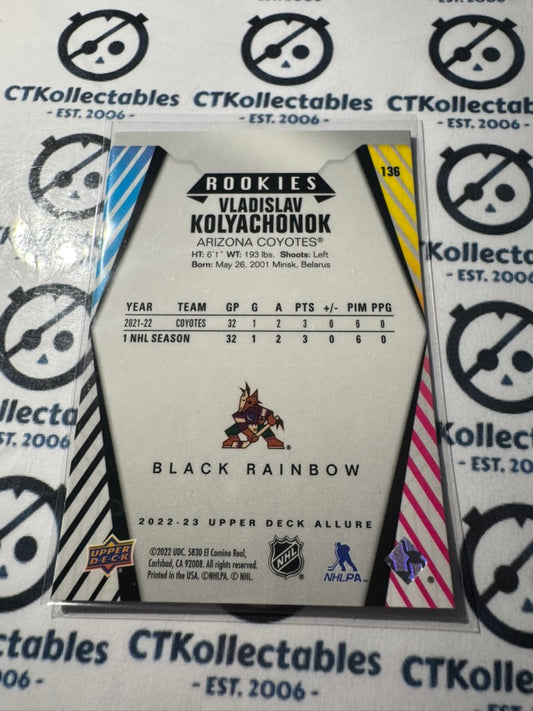 CTKollectables CTKollectables CTKollectables
- EST. 2006 - - EST. 2006 - - EST. 2006 -
136
ROOKIES
VLADISLAV
KOLYACHONOK
ARIZONA COYOTES®
HT: 6'1" WT: 193 lbs. Shoots: Left
Born: May 26, 2001 Minsk, Belarus
YEAR TEAM GP G A PTS +/- PIM PPG
2021-22 COYOTES 32 1 2 3 0 6 0
1 NHL SEASON 32 1 2 3 0 6 0
BLACK RAINBOW
2022-23 UPPER DECK ALLURE
©2022 UDC. 5830 El Camino Real,
Carlsbad, CA 92008. All rights reserved.
Printed in the USA. ©NHLPA. © NHL.
UPPER DECK
NHL
NHLPA™
®
llectables
T. 2006 -
CTKollect
- EST. 2006 -
CTKollectables CTKollectables
006 - - EST. 2006 - - EST. 2006 -